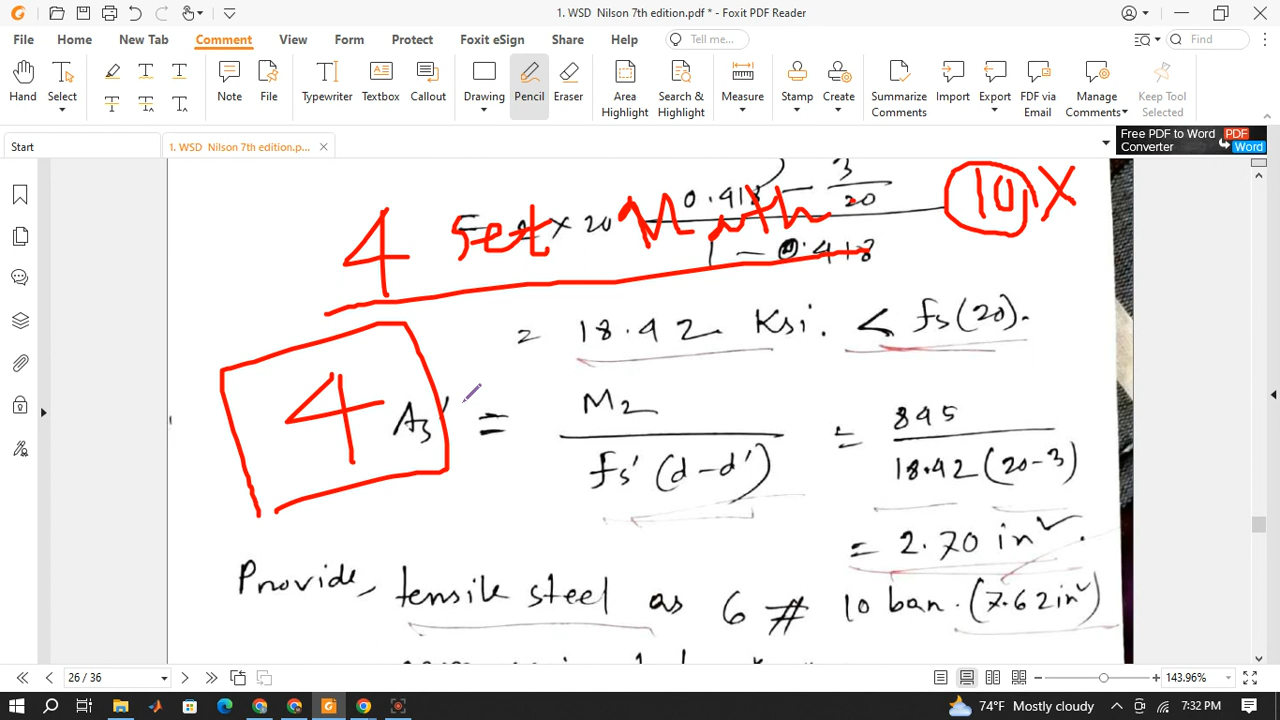 1. WSD Nilson 7th edition.pdf * - Foxit PDF Reader
File Home New Tab Comment View Form Protect Foxit eSign Share Help Tell me... Find
Hand Select Note File Typewriter Textbox Callout Drawing Pencil Eraser Area Highlight Search & Highlight Measure Stamp Create Summarize Comments Import Export FDF via Email Manage Comments Keep Tool Selected
Start 1. WSD Nilson 7th edition.p... Free PDF to Word Converter PDF Word
0.413 - 3/20
× 20
1 - 0.413
4 Set Math 10,X
= 18.42 Ksi. < fs(20).
4
As' = M2 / fs' (d-d') = 845 / 18.42 (20-3)
= 2.70 in².
Provide, tensile steel as 6 # 10 bar. (7.62in²)
26 / 36 143.96%
74°F Mostly cloudy 7:32 PM